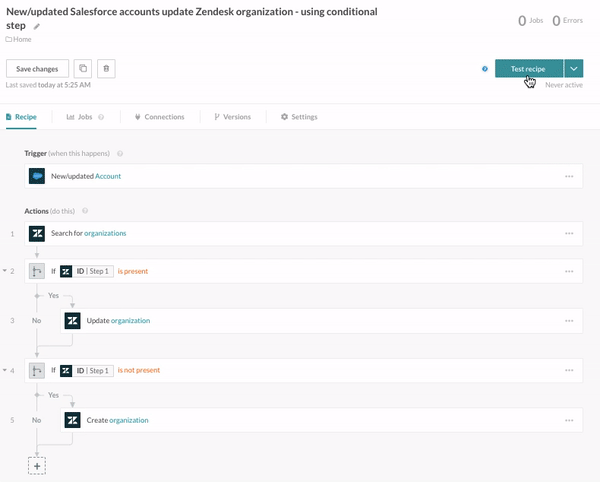 New/updated Salesforce accounts update Zendesk organization - using conditional
step
0 Jobs 0 Errors
Home
Save changes
Test recipe
Last saved today at 5:25 AM
Never active
Recipe Jobs Connections Versions Settings
Trigger (when this happens)
New/updated Account
Actions (do this)
1 Search for organizations
2 If ID | Step 1 is present
Yes
3 No Update organization
4 If ID | Step 1 is not present
Yes
5 No Create organization